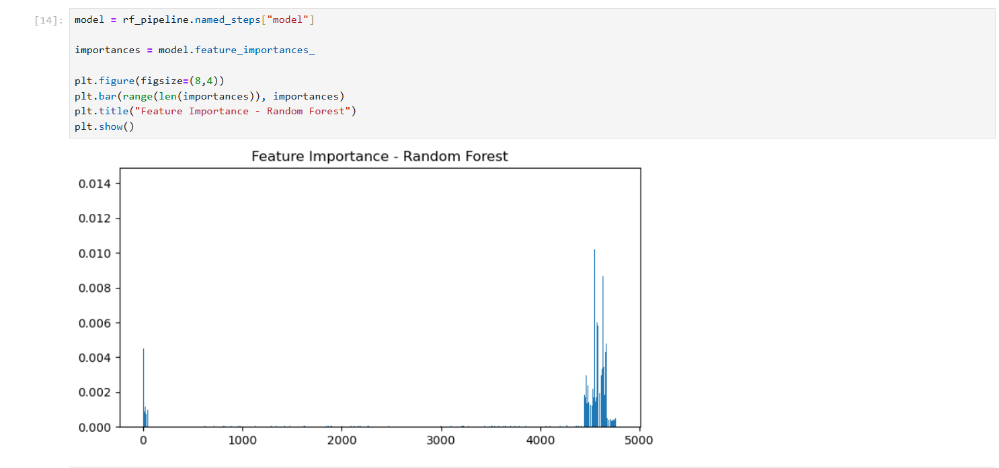 [14]: model = rf_pipeline.named_steps["model"]
importances = model.feature_importances_
plt.figure(figsize=(8,4))
plt.bar(range(len(importances)), importances)
plt.title("Feature Importance - Random Forest")
plt.show()
Feature Importance - Random Forest
0.014
0.012
0.010
0.008
0.006
0.004
0.002
0.000
0 1000 2000 3000 4000 5000